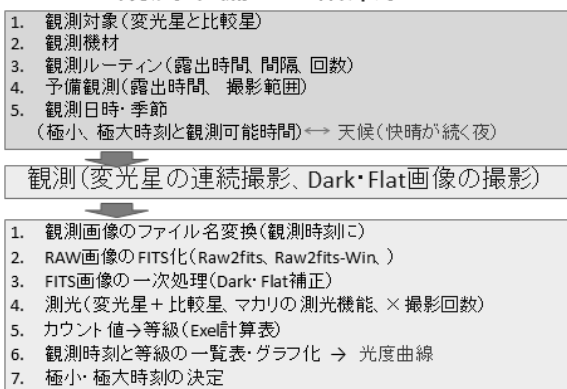 1. 観測対象(変光星と比較星)
2. 観測機材
3. 観測ルーティン(露出時間、間隔、回数)
4. 予備観測(露出時間、 撮影範囲)
5. 観測日時・季節
(極小、極大時刻と観測可能時間)⟷ 天候(快晴が続く夜)
観測(変光星の連続撮影、Dark・Flat画像の撮影)
1. 観測画像のファイル名変換(観測時刻に)
2. RAW画像のFITS化(Raw2fits、Raw2fits-Win、)
3. FITS画像の一次処理(Dark・Flat補正)
4. 測光(変光星+比較星、マカリの測光機能、×撮影回数)
5. カウント値→等級(Exel計算表)
6. 観測時刻と等級の一覧表・グラフ化 → 光度曲線
7. 極小・極大時刻の決定